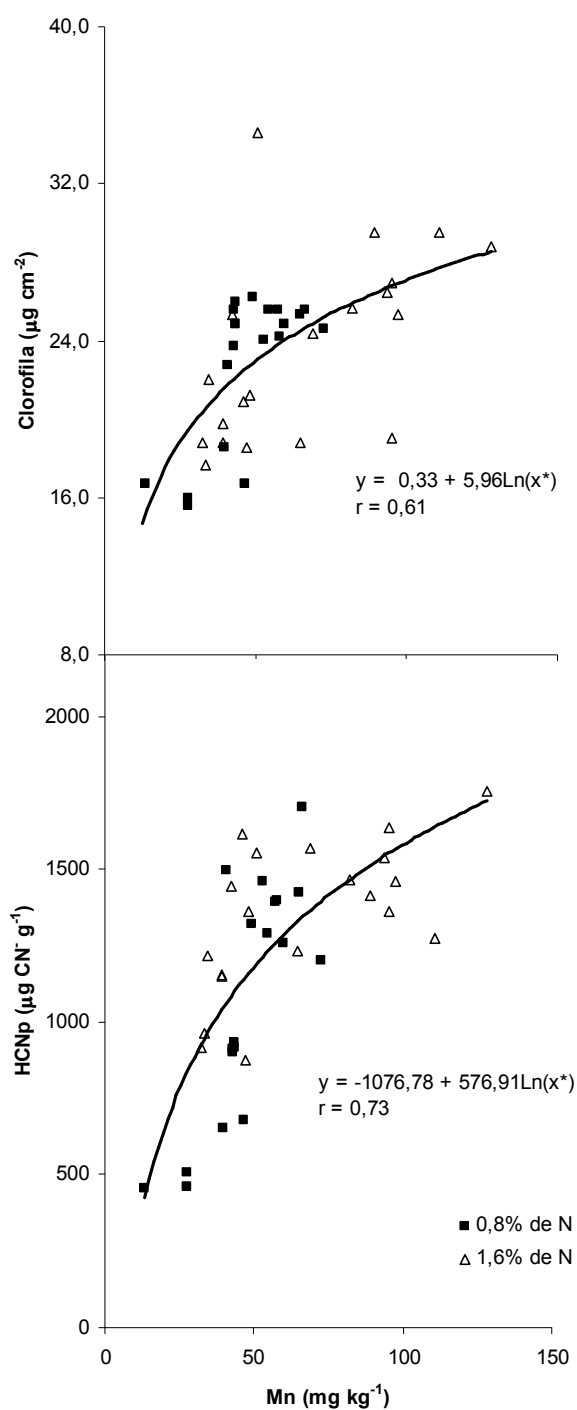 40,0
32,0
24,0
16,0
8,0
Clorofila (µg cm⁻²)
y = 0,33 + 5,96Ln(x*)
r = 0,61
2000
1500
1000
500
0
HCNp (µg CN⁻ g⁻¹)
y = -1076,78 + 576,91Ln(x*)
r = 0,73
0,8% de N
1,6% de N
0 50 100 150
Mn (mg kg⁻¹)